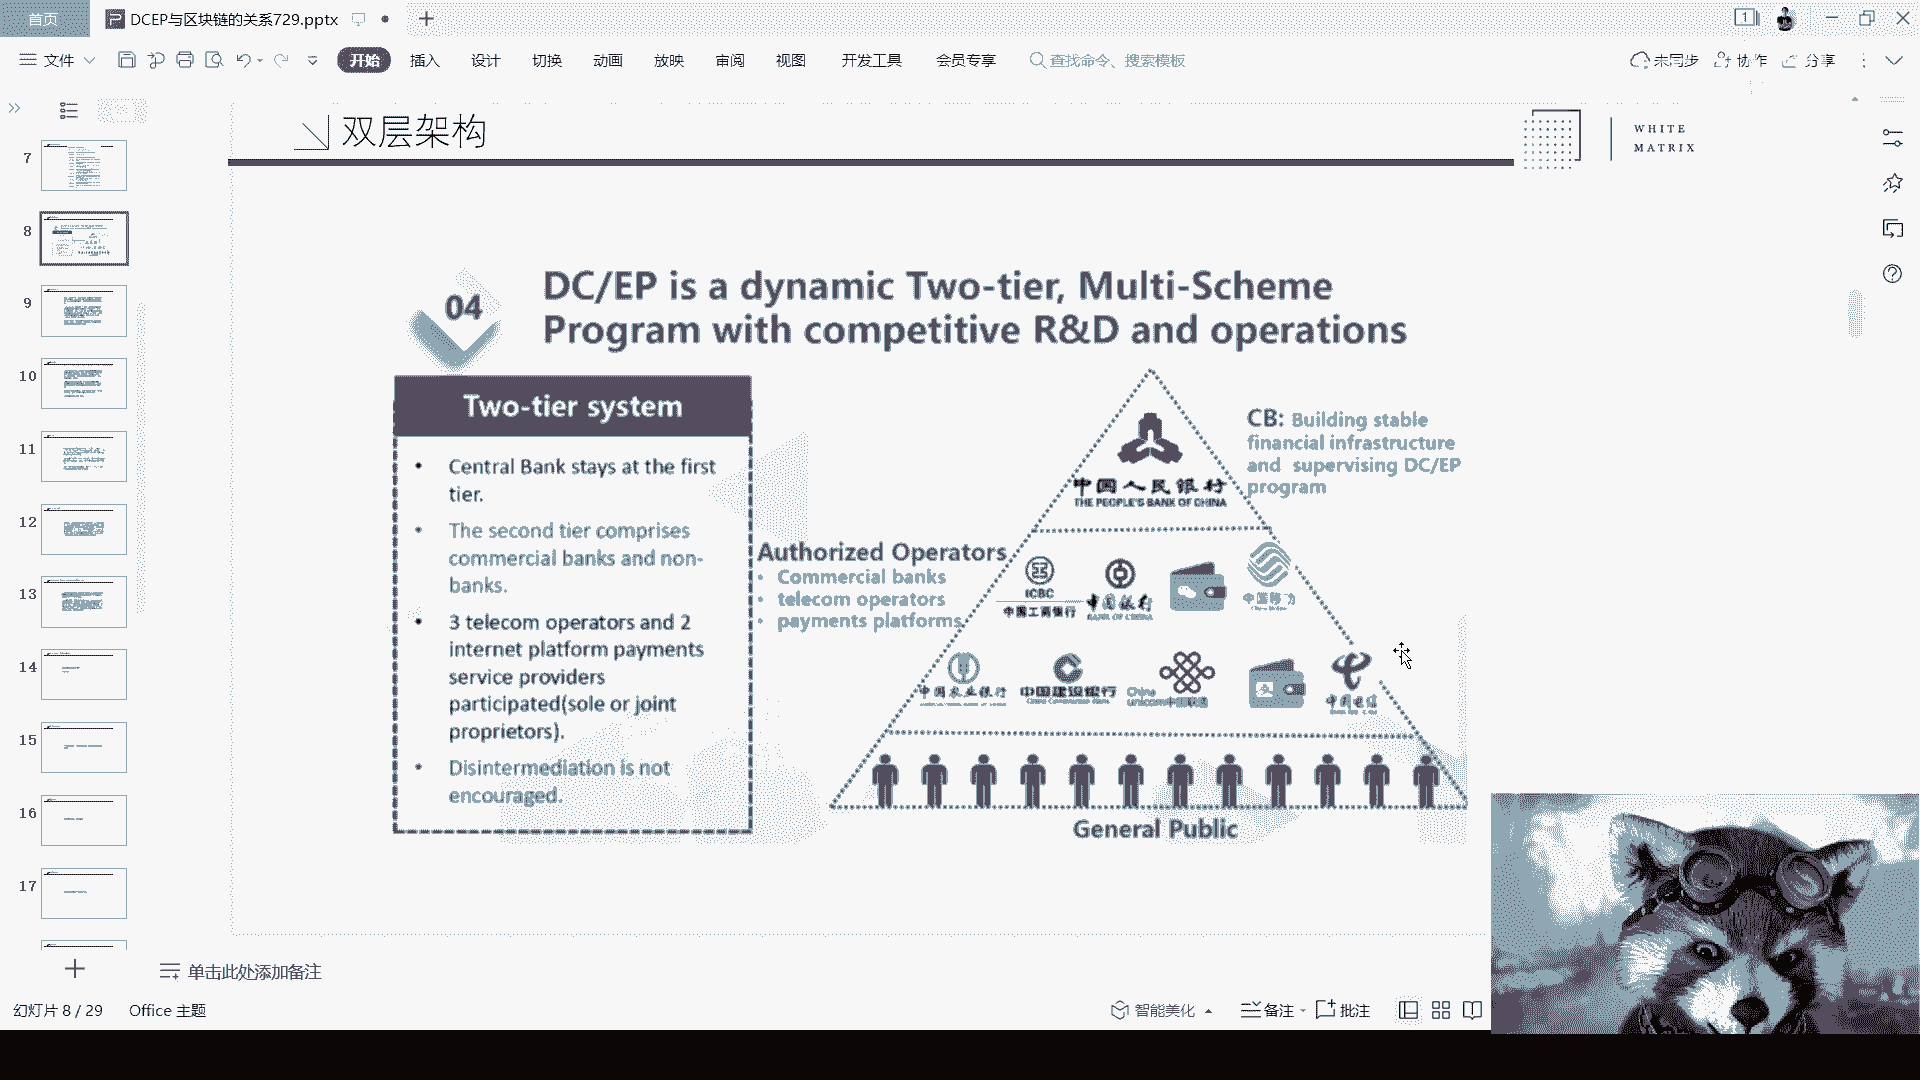 首页
DCEP与区块链的关系729.pptx
1
文件
开始
插入
设计
切换
动画
放映
审阅
视图
开发工具
会员专享
查找命令、搜索模板
未同步
协作
分享
双层架构
WHITE
MATRIX
7
8
9
10
11
12
13
14
15
16
17
04
DC/EP is a dynamic Two-tier, Multi-Scheme
Program with competitive R&D and operations
Two-tier system
• Central Bank stays at the first
tier.
• The second tier comprises
commercial banks and non-
banks.
• 3 telecom operators and 2
internet platform payments
service providers
participated(sole or joint
proprietors).
• Disintermediation is not
encouraged.
中国人民银行
THE PEOPLE'S BANK OF CHINA
CB: Building stable
financial infrastructure
and supervising DC/EP
program
Authorized Operators
• Commercial banks
• telecom operators
• payments platforms
ICBC
中国工商银行
中国银行
BANK OF CHINA
中国移动
China Mobile
中国农业银行
中国建设银行
China Construction Bank
China
unicom中国联通
支
中国电信
General Public
单击此处添加备注
幻灯片 8 / 29
Office 主题
智能美化
备注
批注